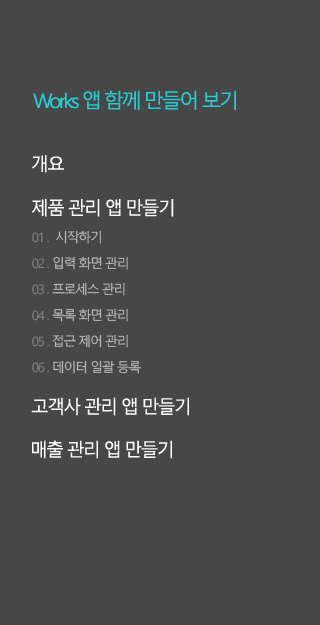 Works 앱 함께 만들어 보기
개요
제품 관리 앱 만들기
01. 시작하기
02. 입력 화면 관리
03. 프로세스 관리
04. 목록 화면 관리
05. 접근 제어 관리
06. 데이터 일괄 등록
고객사 관리 앱 만들기
매출 관리 앱 만들기